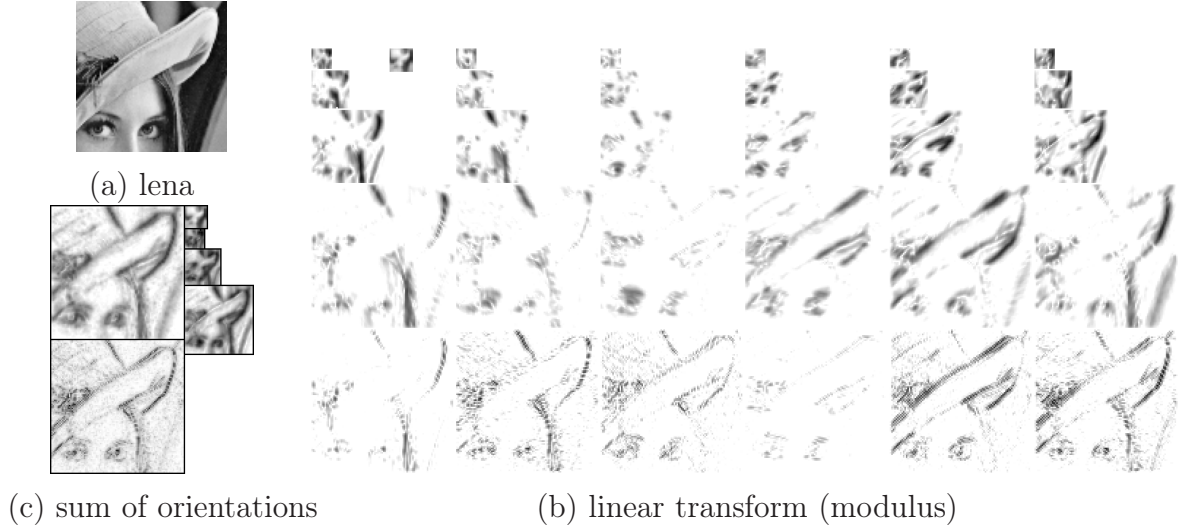 (a) lena
(c) sum of orientations
(b) linear transform (modulus)